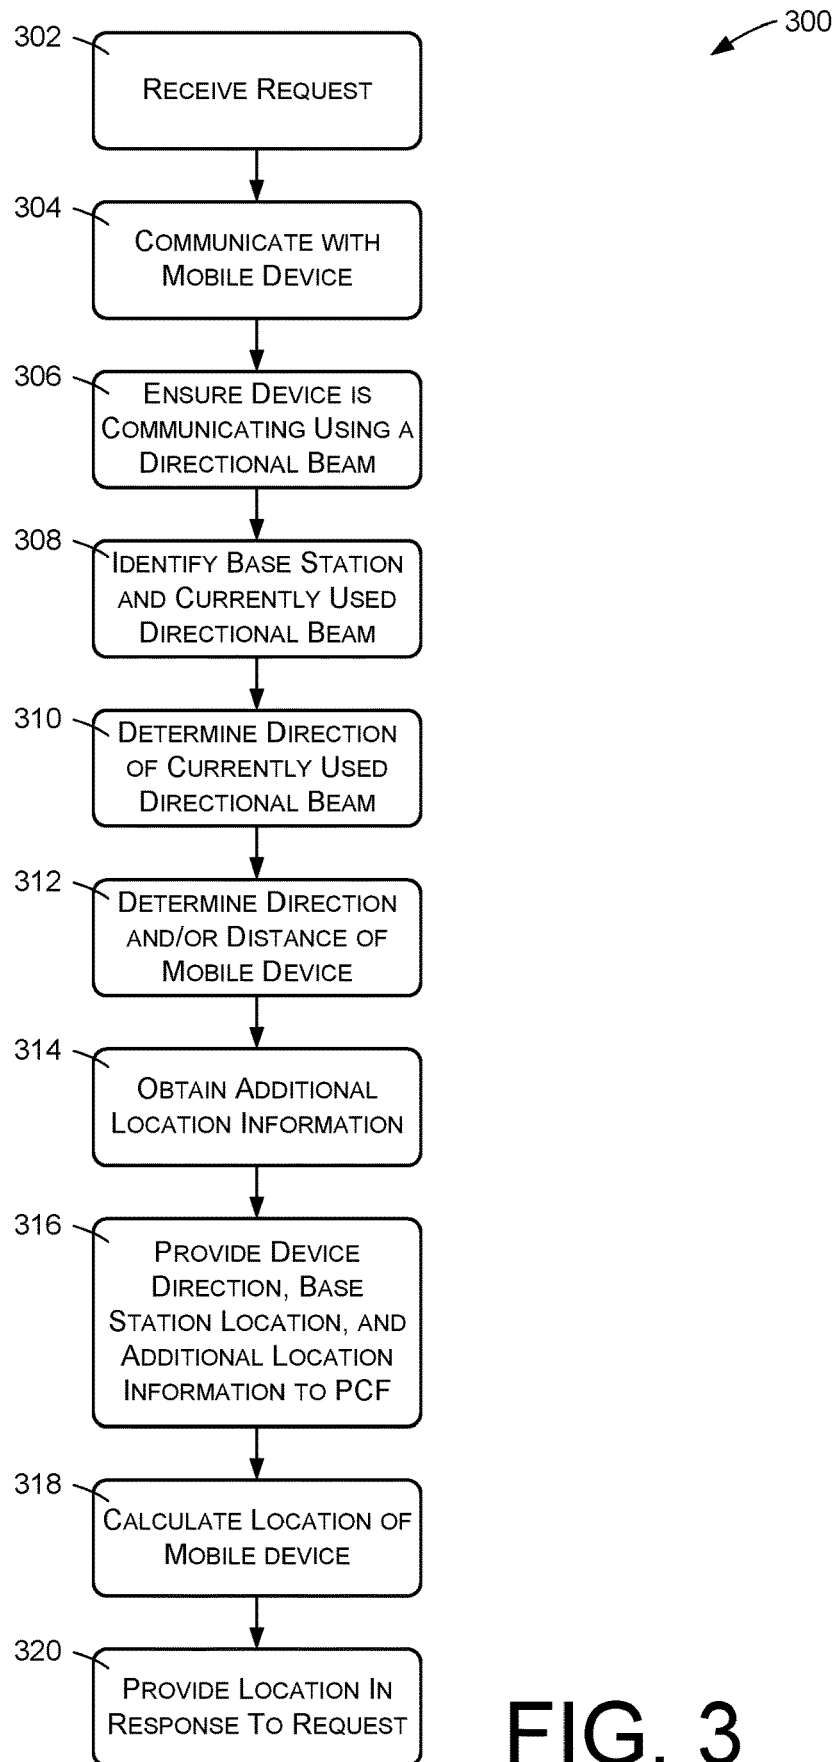 300
302
RECEIVE REQUEST
304
COMMUNICATE WITH
MOBILE DEVICE
306
ENSURE DEVICE IS
COMMUNICATING USING A
DIRECTIONAL BEAM
308
IDENTIFY BASE STATION
AND CURRENTLY USED
DIRECTIONAL BEAM
310
DETERMINE DIRECTION
OF CURRENTLY USED
DIRECTIONAL BEAM
312
DETERMINE DIRECTION
AND/OR DISTANCE OF
MOBILE DEVICE
314
OBTAIN ADDITIONAL
LOCATION INFORMATION
316
PROVIDE DEVICE
DIRECTION, BASE
STATION LOCATION, AND
ADDITIONAL LOCATION
INFORMATION TO PCF
318
CALCULATE LOCATION OF
MOBILE DEVICE
320
PROVIDE LOCATION IN
RESPONSE TO REQUEST
FIG. 3